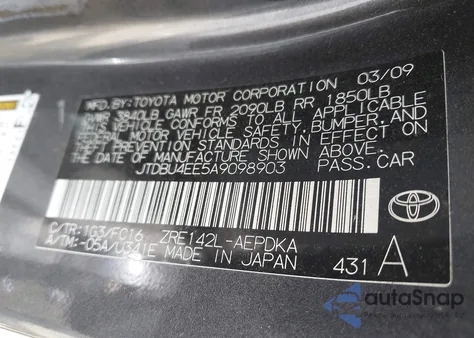 MFD.BY:TOYOTA MOTOR CORPORATION 03/09
GVWR 3840LB GAWR FR 2090LB RR 1850LB
THIS VEHICLE CONFORMS TO ALL APPLICABLE
FEDERAL MOTOR VEHICLE SAFETY, BUMPER, AND
THEFT PREVENTION STANDARDS IN EFFECT ON
THE DATE OF MANUFACTURE SHOWN ABOVE.
JTDBU4EE5A9098903 PASS.CAR
C/TR:1G3/FC16 ZRE142L-AEPDKA
A/TM:-05A/U341E MADE IN JAPAN
431 A
TOYOTA
autoSnap